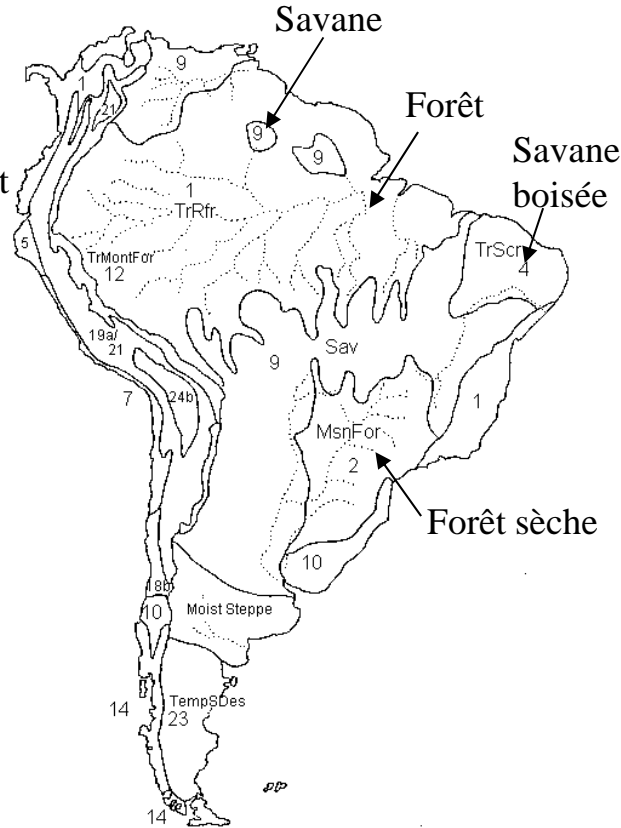 Savane
9
1
21
9
Forêt
9
Savane
boisée
t
1
TrRfr
5
TrMontFor
12
TrScr
4
19a/
21
Sav
9
7
24b
1
MsnFor
2
Forêt sèche
10
18b
10
Moist Steppe
14
TempSDes
23
14